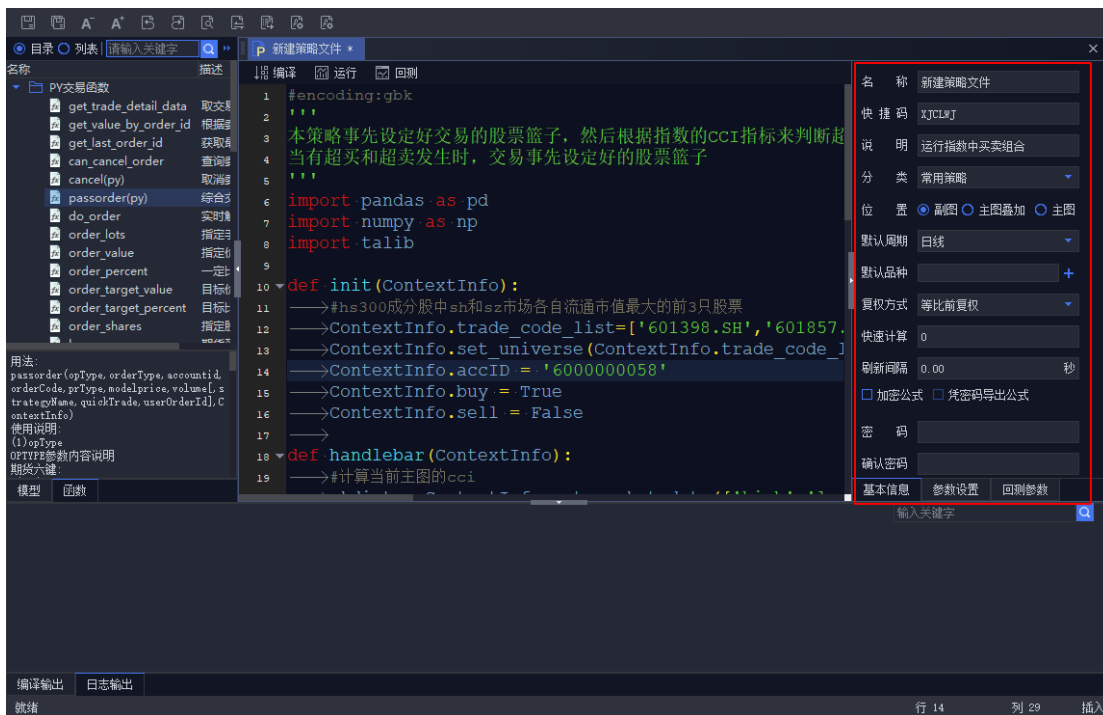 A⁻ A⁺
目录 列表 请输入关键字 »
名称 描述
PY交易函数
get_trade_detail_data 取交易
get_value_by_order_id 根据委
get_last_order_id 获取最
can_cancel_order 查询委
cancel(py) 取消委
passorder(py) 综合交
do_order 实时触
order_lots 指定手
order_value 指定价
order_percent 一定比
order_target_value 目标价
order_target_percent 目标比
order_shares 指定股
用法:
passorder(opType, orderType, accountid,
orderCode, prType, modelprice, volume[, s
trategyName, quickTrade, userOrderId], C
ontextInfo)
使用说明:
(1)opType
OPTYPE参数内容说明
期货六键:
模型 函数
P 新建策略文件 * ×
编译 运行 回测
1 #encoding:gbk
2 '''
3 本策略事先设定好交易的股票篮子，然后根据指数的CCI指标来判断超
4 当有超买和超卖发生时，交易事先设定好的股票篮子
5 '''
6 import pandas as pd
7 import numpy as np
8 import talib
9
10 def init(ContextInfo):
11 #hs300成分股中sh和sz市场各自流通市值最大的前3只股票
12 ContextInfo.trade_code_list=['601398.SH','601857.
13 ContextInfo.set_universe(ContextInfo.trade_code_l
14 ContextInfo.accID = '6000000058'
15 ContextInfo.buy = True
16 ContextInfo.sell = False
17
18 def handlebar(ContextInfo):
19 #计算当前主图的cci
名 称 新建策略文件
快 捷 码 XJCLWJ
说 明 运行指数中买卖组合
分 类 常用策略
位 置 副图 主图叠加 主图
默认周期 日线
默认品种 +
复权方式 等比前复权
快速计算 0
刷新间隔 0.00 秒
加密公式 凭密码导出公式
密 码
确认密码
基本信息 参数设置 回测参数
输入关键字
编译输出 日志输出
就绪 行 14 列 29 插入